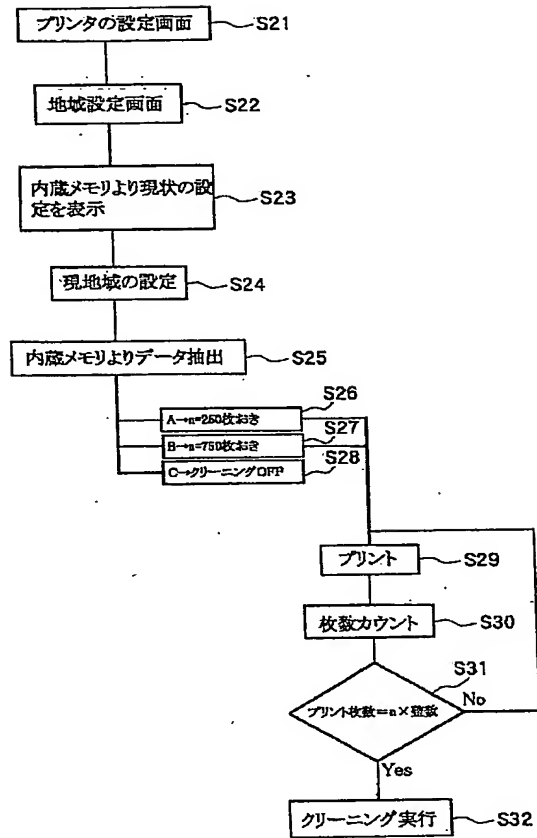 プリンタの設定画面
S21
地域設定画面
S22
内蔵メモリより現状の設
定を表示
S23
現地域の設定
S24
内蔵メモリよりデータ抽出
S25
S26
A→n=250枚おき
S27
B→n=750枚おき
S28
C→クリーニングOFF
プリント
S29
枚数カウント
S30
S31
プリント枚数=n×整数
No
Yes
クリーニング実行
S32